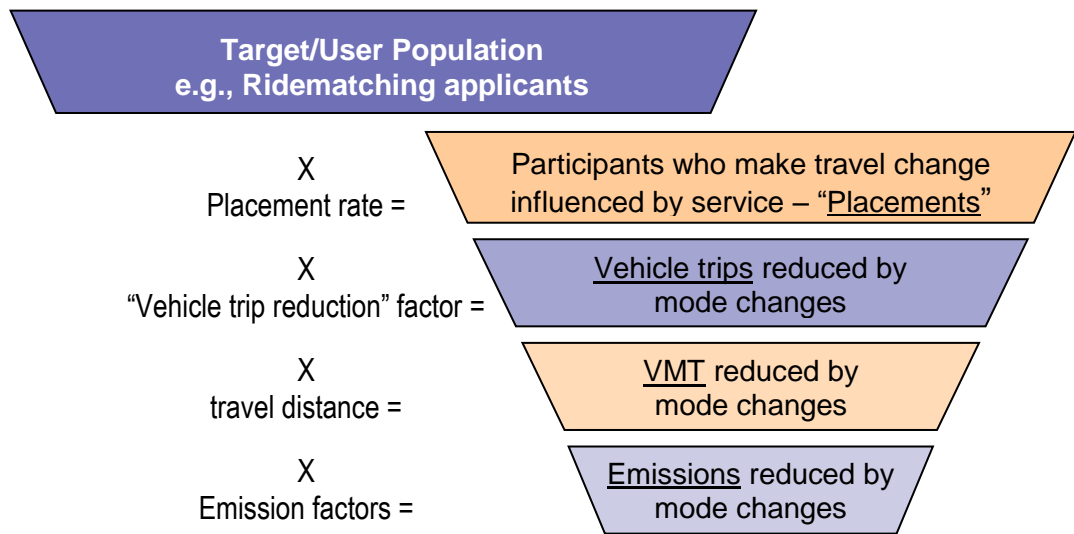 Target/User Population
e.g., Ridematching applicants
X
Placement rate =
Participants who make travel change
influenced by service – “Placements”
X
“Vehicle trip reduction” factor =
Vehicle trips reduced by
mode changes
X
travel distance =
VMT reduced by
mode changes
X
Emission factors =
Emissions reduced by
mode changes